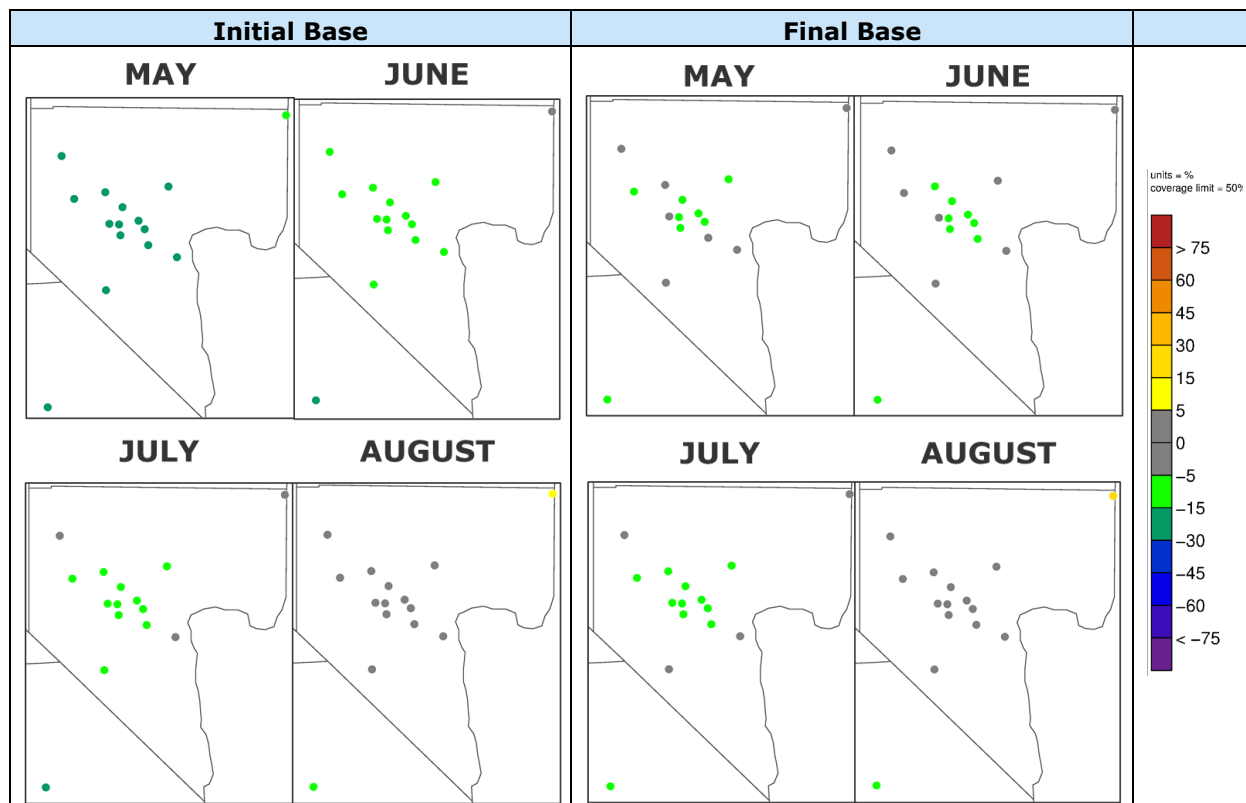 Initial Base
Final Base
MAY
JUNE
MAY
JUNE
JULY
AUGUST
JULY
AUGUST
units = %
coverage limit = 50%
> 75
60
45
30
15
5
0
−5
−15
−30
−45
−60
< −75